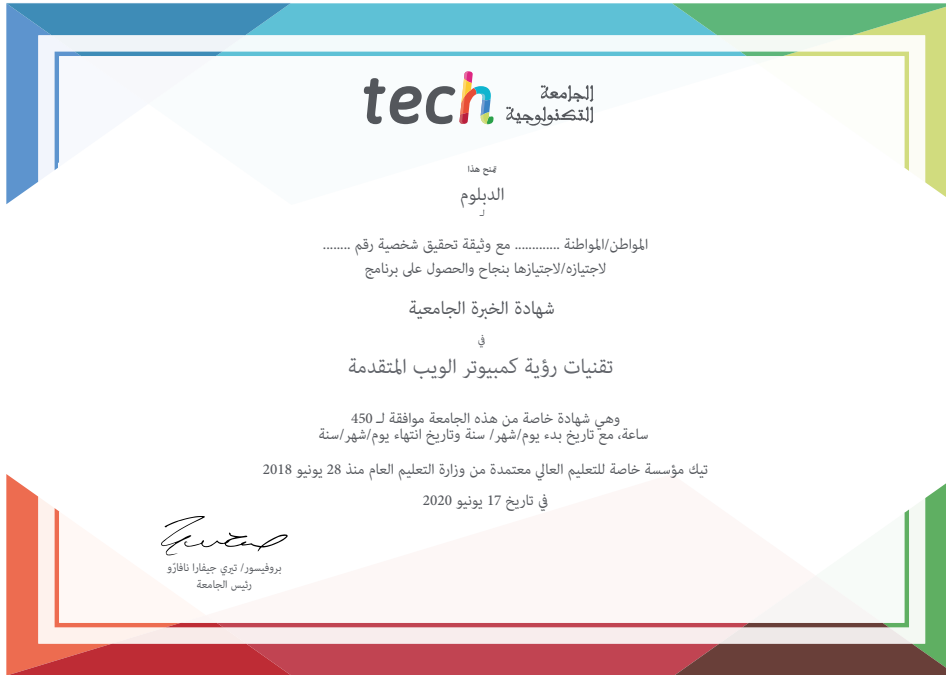 tech الجامعة
التكنولوجية
تمنح هذا
الدبلوم
لـ
المواطن/المواطنة ............. مع وثيقة تحقيق شخصية رقم ........
لاجتيازه/لاجتيازها بنجاح والحصول على برنامج
شهادة الخبرة الجامعية
في
تقنيات رؤية كمبيوتر الويب المتقدمة
وهي شهادة خاصة من هذه الجامعة موافقة لـ 450
ساعة، مع تاريخ بدء يوم/شهر/ سنة وتاريخ انتهاء يوم/شهر/سنة
تيك مؤسسة خاصة للتعليم العالي معتمدة من وزارة التعليم العام منذ 28 يونيو 2018
في تاريخ 17 يونيو 2020
بروفيسور/ تيري جيفارا نافارّو
رئيس الجامعة